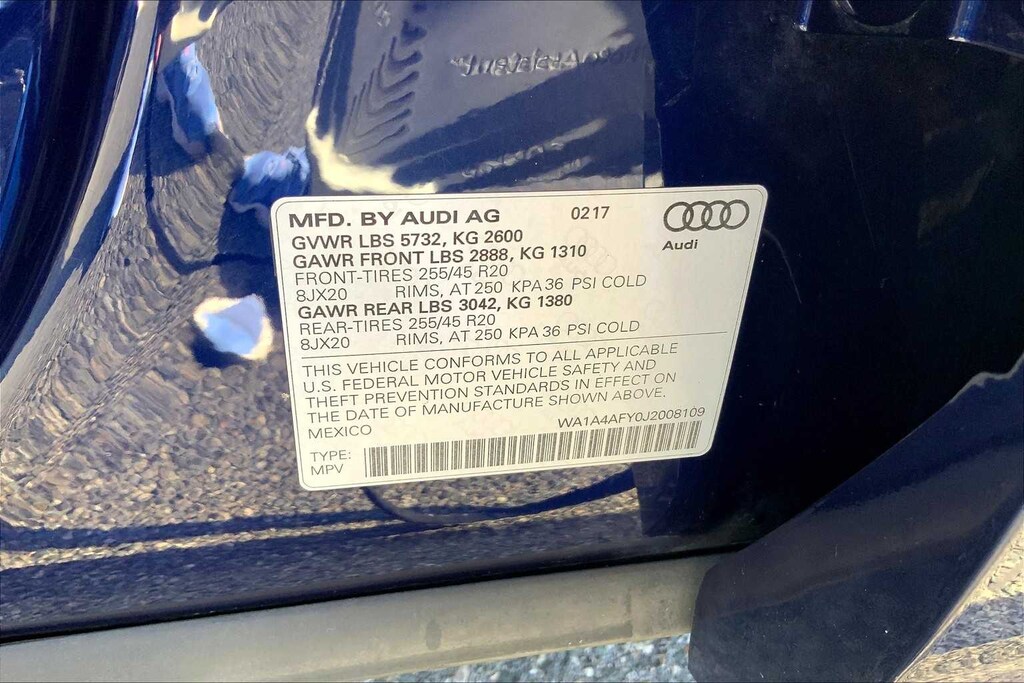 MFD. BY AUDI AG 0217
Audi
GVWR LBS 5732, KG 2600
GAWR FRONT LBS 2888, KG 1310
FRONT-TIRES 255/45 R20
8JX20 RIMS, AT 250 KPA 36 PSI COLD
GAWR REAR LBS 3042, KG 1380
REAR-TIRES 255/45 R20
8JX20 RIMS, AT 250 KPA 36 PSI COLD
THIS VEHICLE CONFORMS TO ALL APPLICABLE
U.S. FEDERAL MOTOR VEHICLE SAFETY AND
THEFT PREVENTION STANDARDS IN EFFECT ON
THE DATE OF MANUFACTURE SHOWN ABOVE.
MEXICO WA1A4AFY0J2008109
TYPE:
MPV